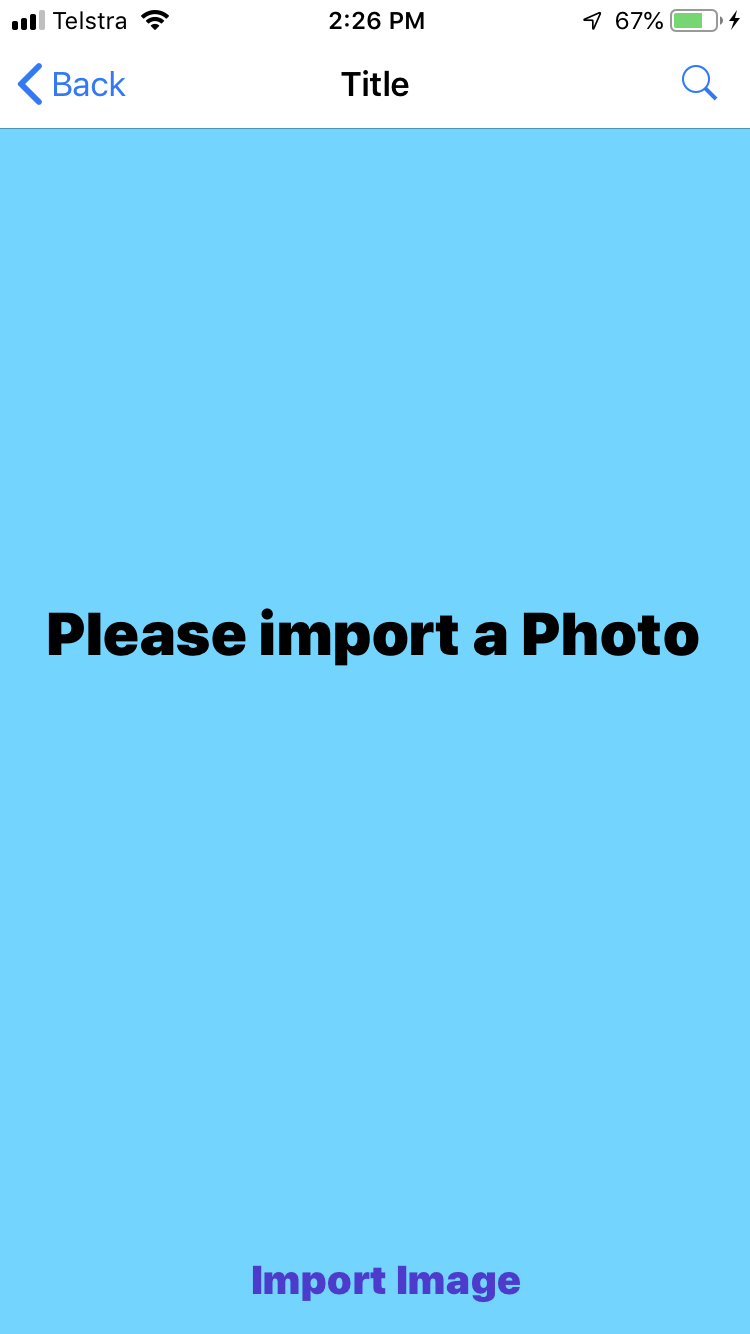 Telstra 2:26 PM 67%
Back Title
Please import a Photo
Import Image